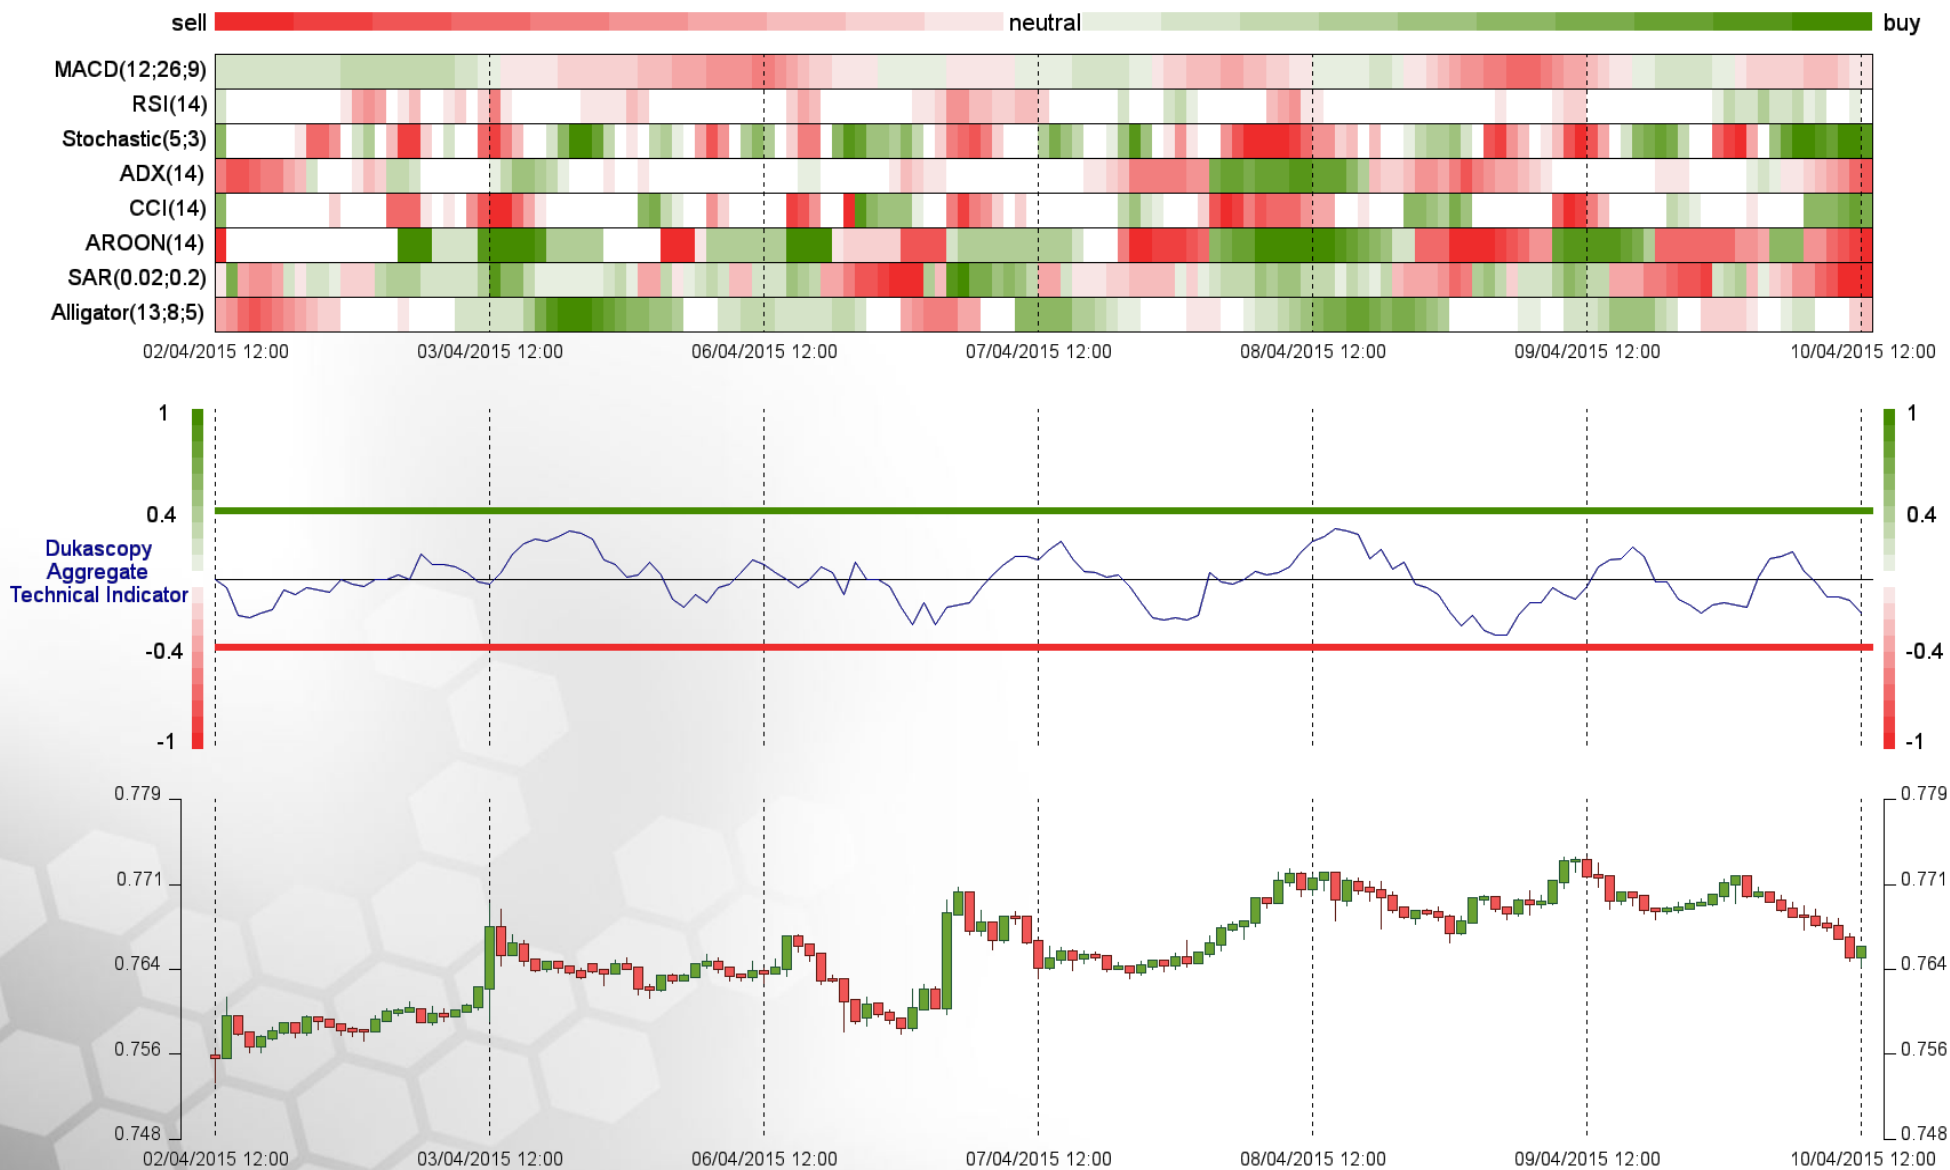 sell neutral buy
MACD(12;26;9)
RSI(14)
Stochastic(5;3)
ADX(14)
CCI(14)
AROON(14)
SAR(0.02;0.2)
Alligator(13;8;5)
02/04/2015 12:00 03/04/2015 12:00 06/04/2015 12:00 07/04/2015 12:00 08/04/2015 12:00 09/04/2015 12:00 10/04/2015 12:00
1 1
0.4 0.4
Dukascopy
Aggregate
Technical Indicator
-0.4 -0.4
-1 -1
0.779 0.779
0.771 0.771
0.764 0.764
0.756 0.756
0.748 0.748
02/04/2015 12:00 03/04/2015 12:00 06/04/2015 12:00 07/04/2015 12:00 08/04/2015 12:00 09/04/2015 12:00 10/04/2015 12:00